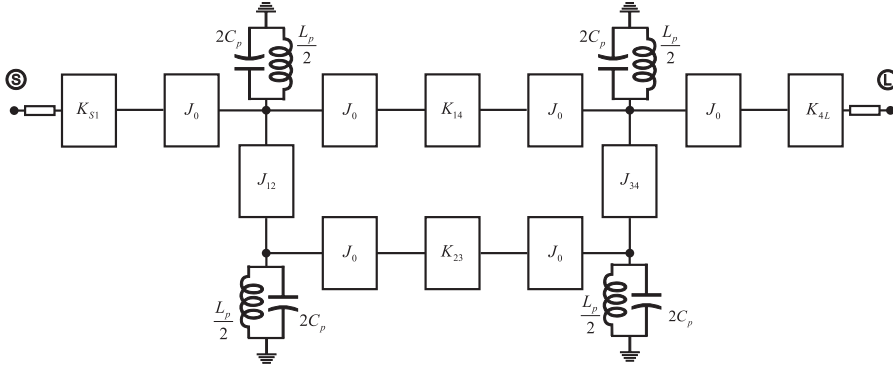 2C_p L_p/2 2C_p L_p/2
S K_{S1} J_0 J_0 K_{14} J_0 J_0 K_{4L} L
J_{12} J_{34}
J_0 K_{23} J_0
L_p/2 2C_p L_p/2 2C_p